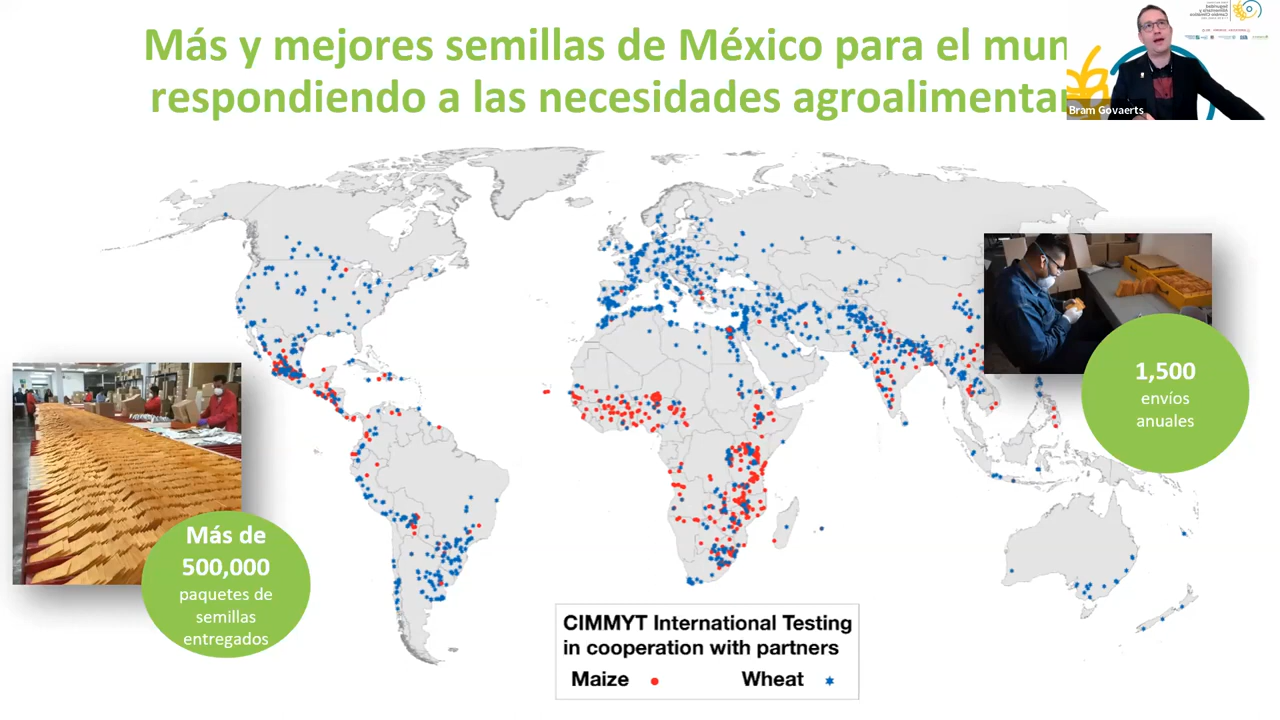 Más y mejores semillas de México para el mun
respondiendo a las necesidades agroalimentar
Bram Govaerts
1,500
envíos
anuales
Más de
500,000
paquetes de
semillas
entregados
CIMMYT International Testing
in cooperation with partners
Maize
Wheat